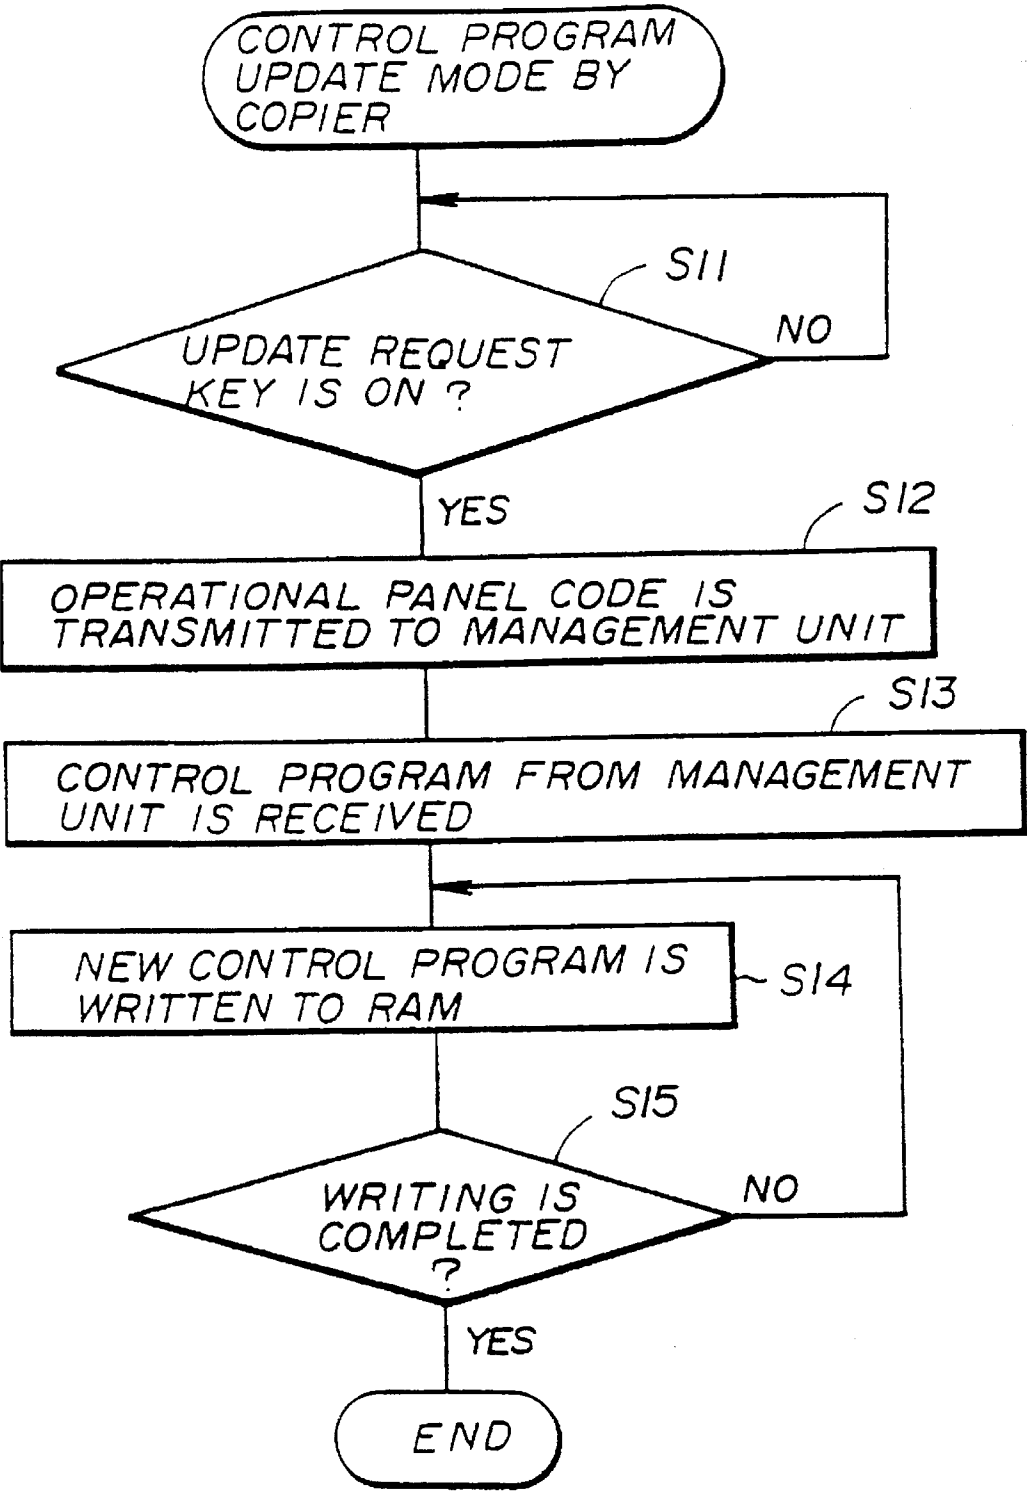 CONTROL PROGRAM
UPDATE MODE BY
COPIER
S11
NO
UPDATE REQUEST
KEY IS ON ?
YES
S12
OPERATIONAL PANEL CODE IS
TRANSMITTED TO MANAGEMENT UNIT
S13
CONTROL PROGRAM FROM MANAGEMENT
UNIT IS RECEIVED
NEW CONTROL PROGRAM IS
WRITTEN TO RAM
S14
S15
NO
WRITING IS
COMPLETED
?
YES
END